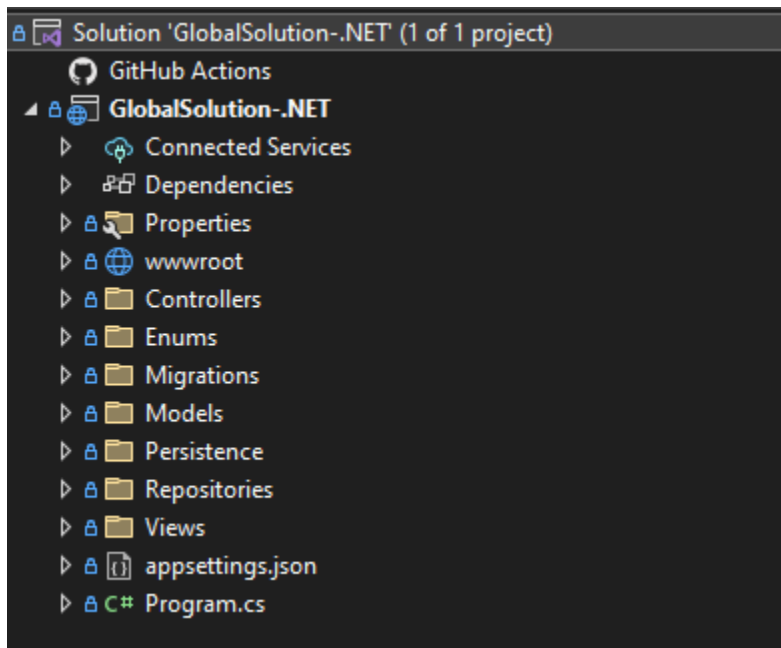 Solution 'GlobalSolution-.NET' (1 of 1 project)
GitHub Actions
GlobalSolution-.NET
Connected Services
Dependencies
Properties
wwwroot
Controllers
Enums
Migrations
Models
Persistence
Repositories
Views
appsettings.json
C# Program.cs